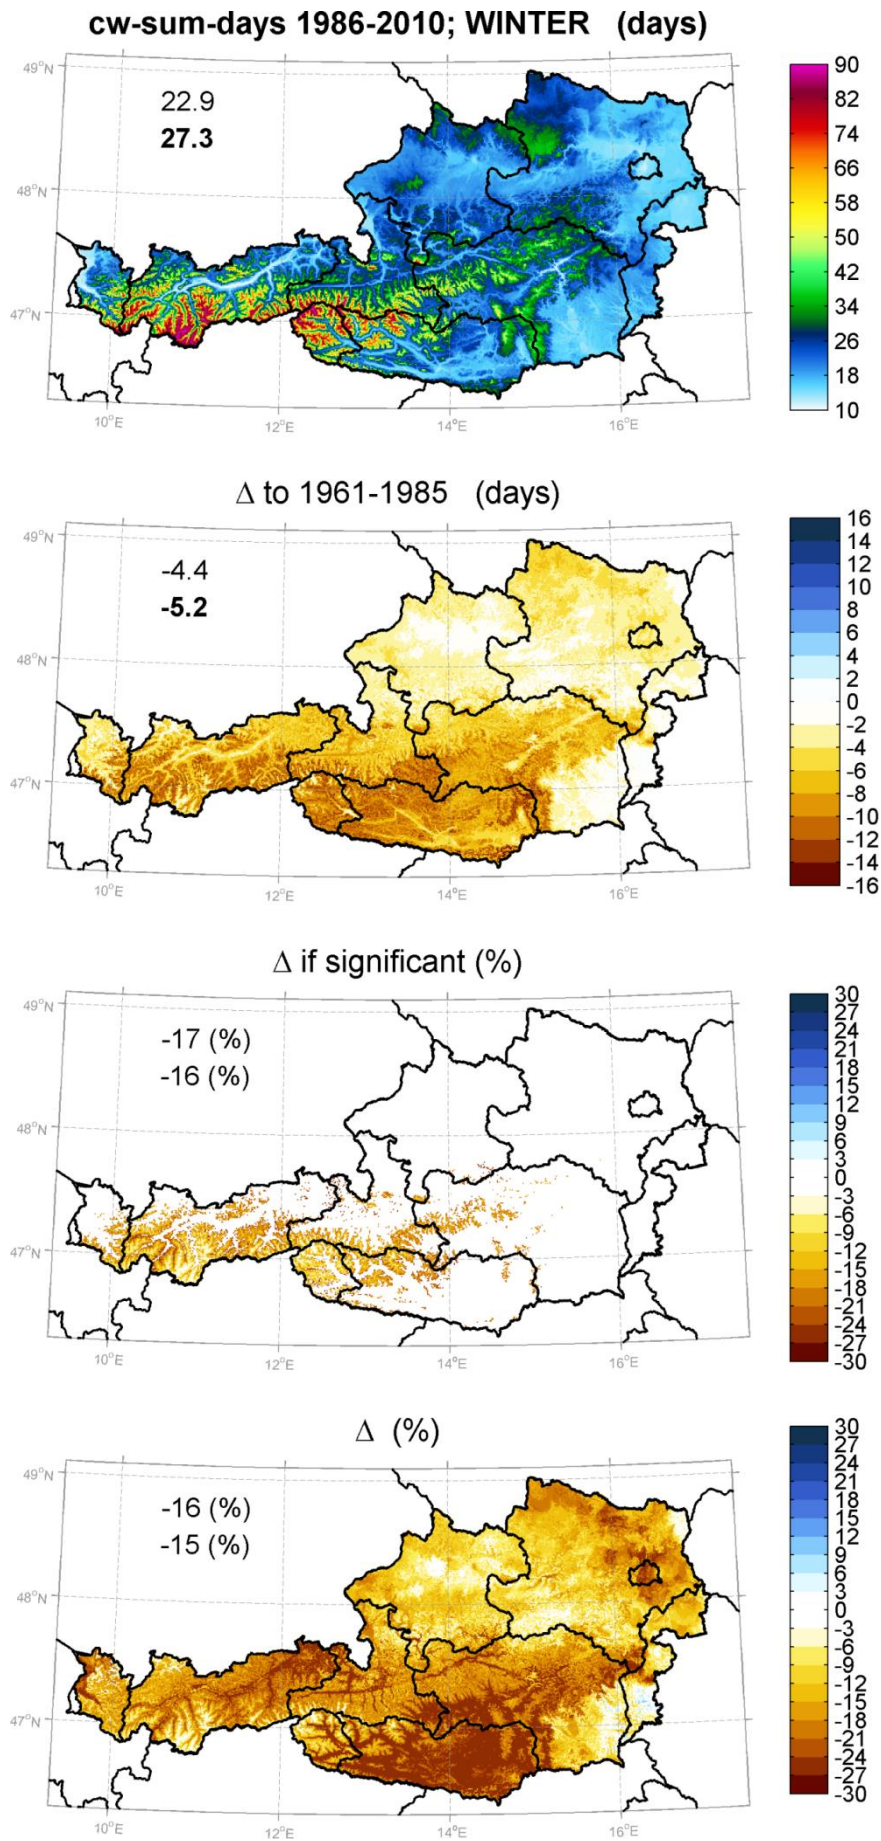 cw-sum-days 1986-2010; WINTER (days)
49°N
48°N
47°N
10°E
12°E
14°E
16°E
22.9
27.3
90
82
74
66
58
50
42
34
26
18
10
Δ to 1961-1985 (days)
49°N
48°N
47°N
10°E
12°E
14°E
16°E
-4.4
-5.2
16
14
12
10
8
6
4
2
0
-2
-4
-6
-8
-10
-12
-14
-16
Δ if significant (%)
49°N
48°N
47°N
10°E
12°E
14°E
16°E
-17 (%)
-16 (%)
30
27
24
21
18
15
12
9
6
3
0
-3
-6
-9
-12
-15
-18
-21
-24
-27
-30
Δ (%)
49°N
48°N
47°N
10°E
12°E
14°E
16°E
-16 (%)
-15 (%)
30
27
24
21
18
15
12
9
6
3
0
-3
-6
-9
-12
-15
-18
-21
-24
-27
-30